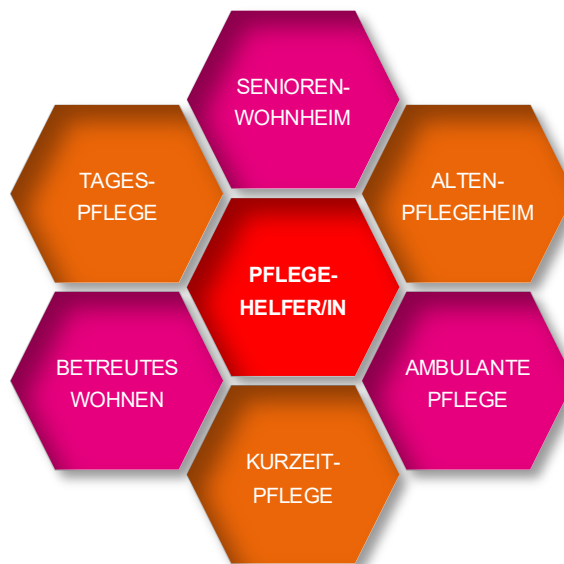 SENIOREN-
WOHNHEIM
TAGES-
PFLEGE
ALTEN-
PFLEGEHEIM
PFLEGE-
HELFER/IN
BETREUTES
WOHNEN
AMBULANTE
PFLEGE
KURZEIT-
PFLEGE